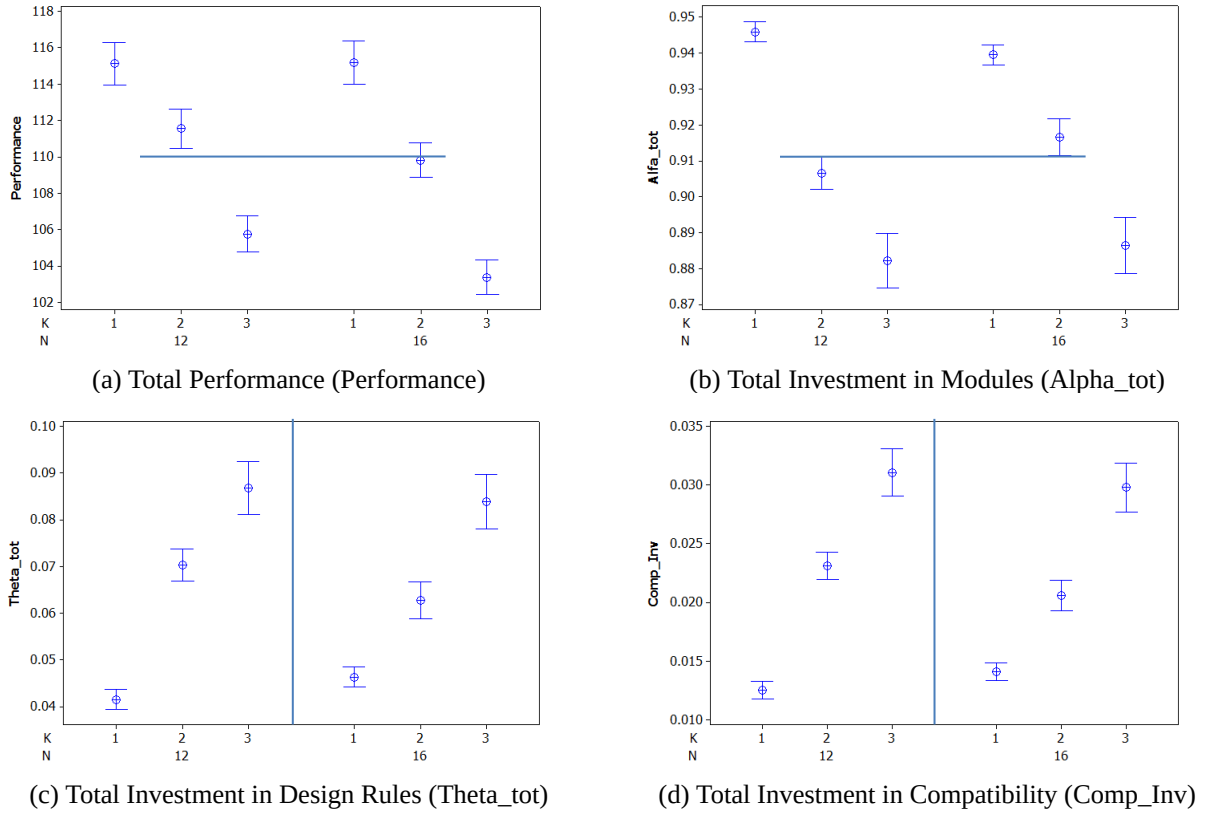 118
116
114
112
110
108
106
104
102
Performance
K 1 2 3 1 2 3
N 12 16
(a) Total Performance (Performance)
0.95
0.94
0.93
0.92
0.91
0.90
0.89
0.88
0.87
Alfa_tot
K 1 2 3 1 2 3
N 12 16
(b) Total Investment in Modules (Alpha_tot)
0.10
0.09
0.08
0.07
0.06
0.05
0.04
Theta_tot
K 1 2 3 1 2 3
N 12 16
(c) Total Investment in Design Rules (Theta_tot)
0.035
0.030
0.025
0.020
0.015
0.010
Comp_Inv
K 1 2 3 1 2 3
N 12 16
(d) Total Investment in Compatibility (Comp_Inv)